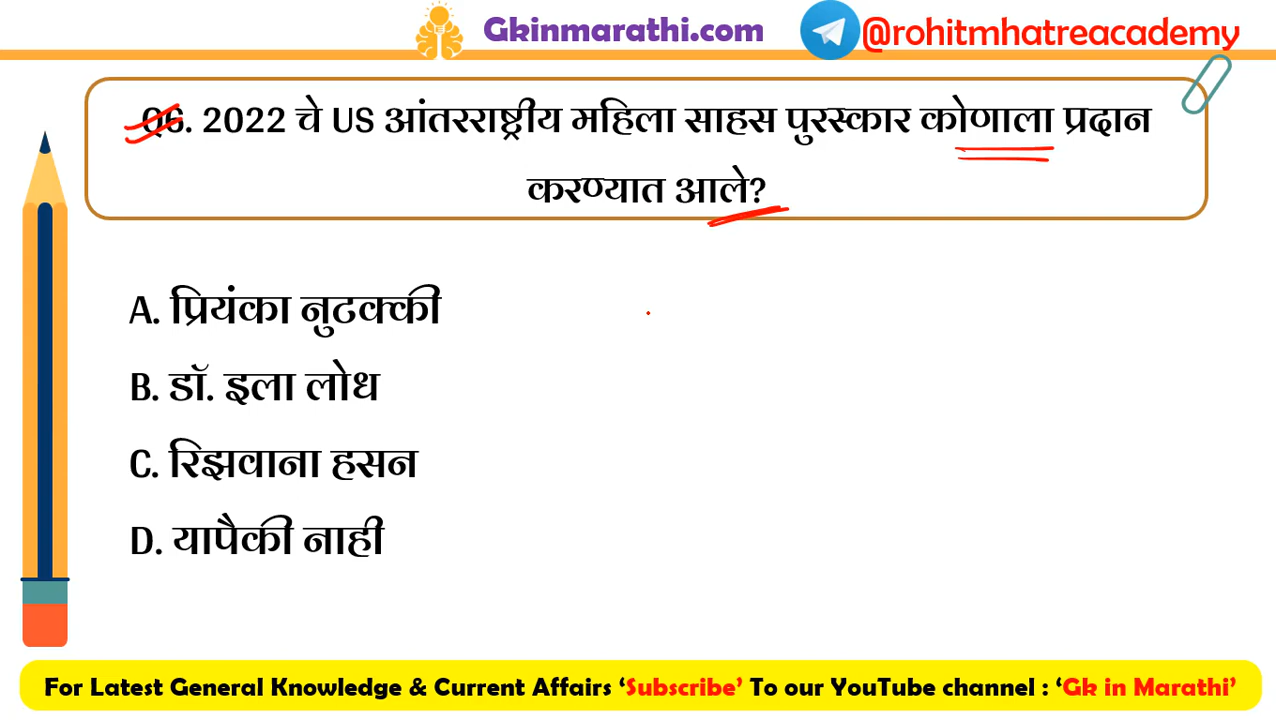 Gkinmarathi.com
@rohitmhatreacademy
Q6. 2022 चे US आंतरराष्ट्रीय महिला साहस पुरस्कार कोणाला प्रदान
करण्यात आले?
A. प्रियंका नुटक्की
B. डॉ. इला लोध
C. रिझवाना हसन
D. यापैकी नाही
For Latest General Knowledge & Current Affairs ‘Subscribe’ To our YouTube channel : ‘Gk in Marathi’